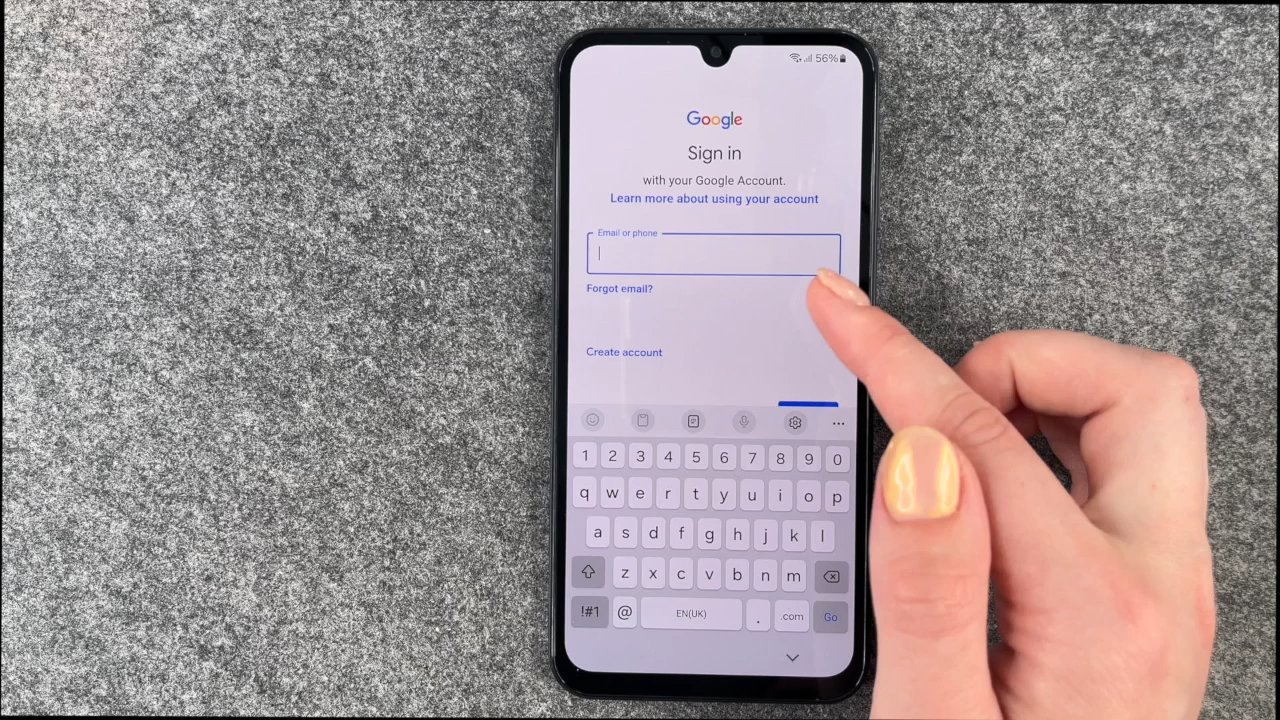 56%
Google
Sign in
with your Google Account.
Learn more about using your account
Email or phone
Forgot email?
Create account
1 2 3 4 5 6 7 8 9 0
q w e r t y u i o p
a s d f g h j k l
z x c v b n m
!#1 @ EN(UK) . .com Go